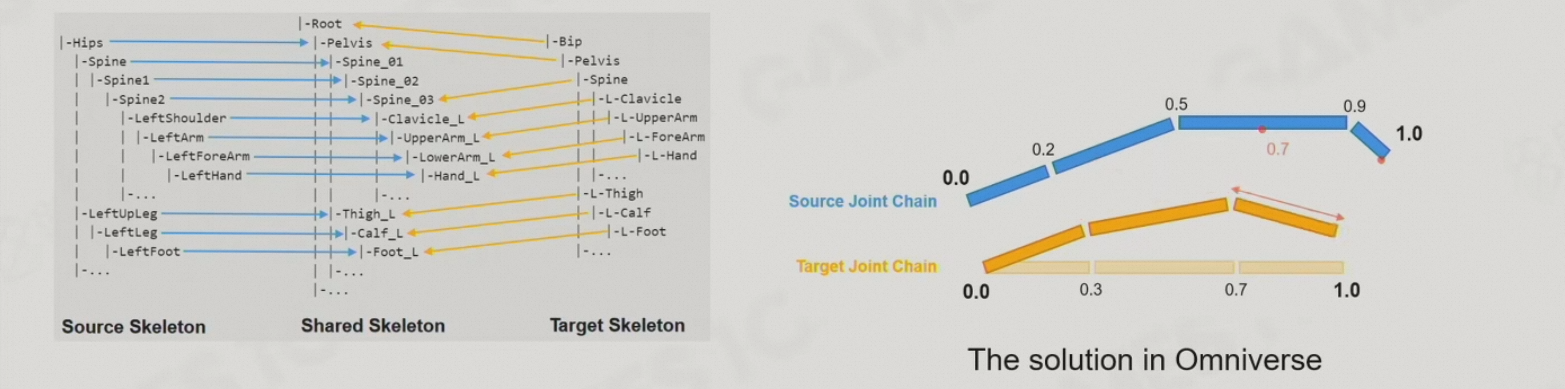 |-Root
|-Hips |-Pelvis |-Bip
|-Spine |-Spine_01 |-Pelvis
|-Spine1 |-Spine_02 |-Spine
|-Spine2 |-Spine_03 |-L-Clavicle
|-LeftShoulder |-Clavicle_L |-L-UpperArm
|-LeftArm |-UpperArm_L |-L-ForeArm
|-LeftForeArm |-LowerArm_L |-L-Hand
|-LeftHand |-Hand_L |-...
|-... |-... |-L-Thigh
|-LeftUpLeg |-Thigh_L |-L-Calf
|-LeftLeg |-Calf_L |-L-Foot
|-LeftFoot |-Foot_L |-...
|-... |-...
|-...
Source Skeleton Shared Skeleton Target Skeleton
0.5 0.9
1.0
0.2 0.7
0.0
Source Joint Chain
Target Joint Chain
0.0 0.3 0.7 1.0
The solution in Omniverse